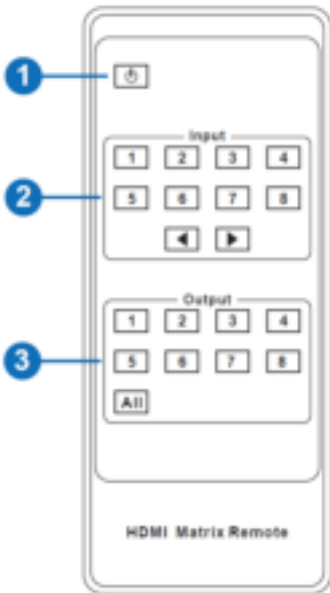 1
Input
1 2 3 4
2
5 6 7 8
Output
1 2 3 4
3
5 6 7 8
All
HDMI Matrix Remote